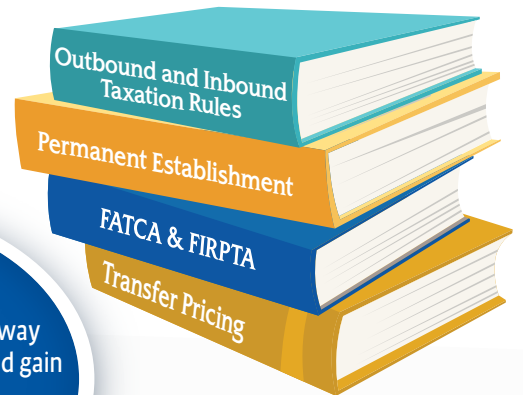 Outbound and Inbound
Taxation Rules
Permanent Establishment
FATCA & FIRPTA
Transfer Pricing
way
d gain